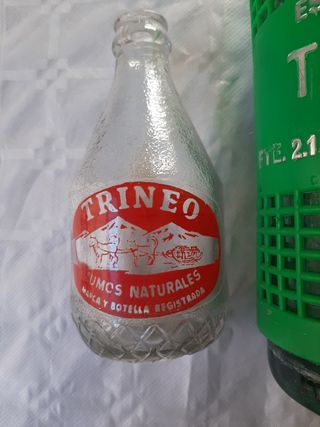 TRINEO
ZUMOS NATURALES
MARCA Y BOTELLA REGISTRADA
FTE. 2.1